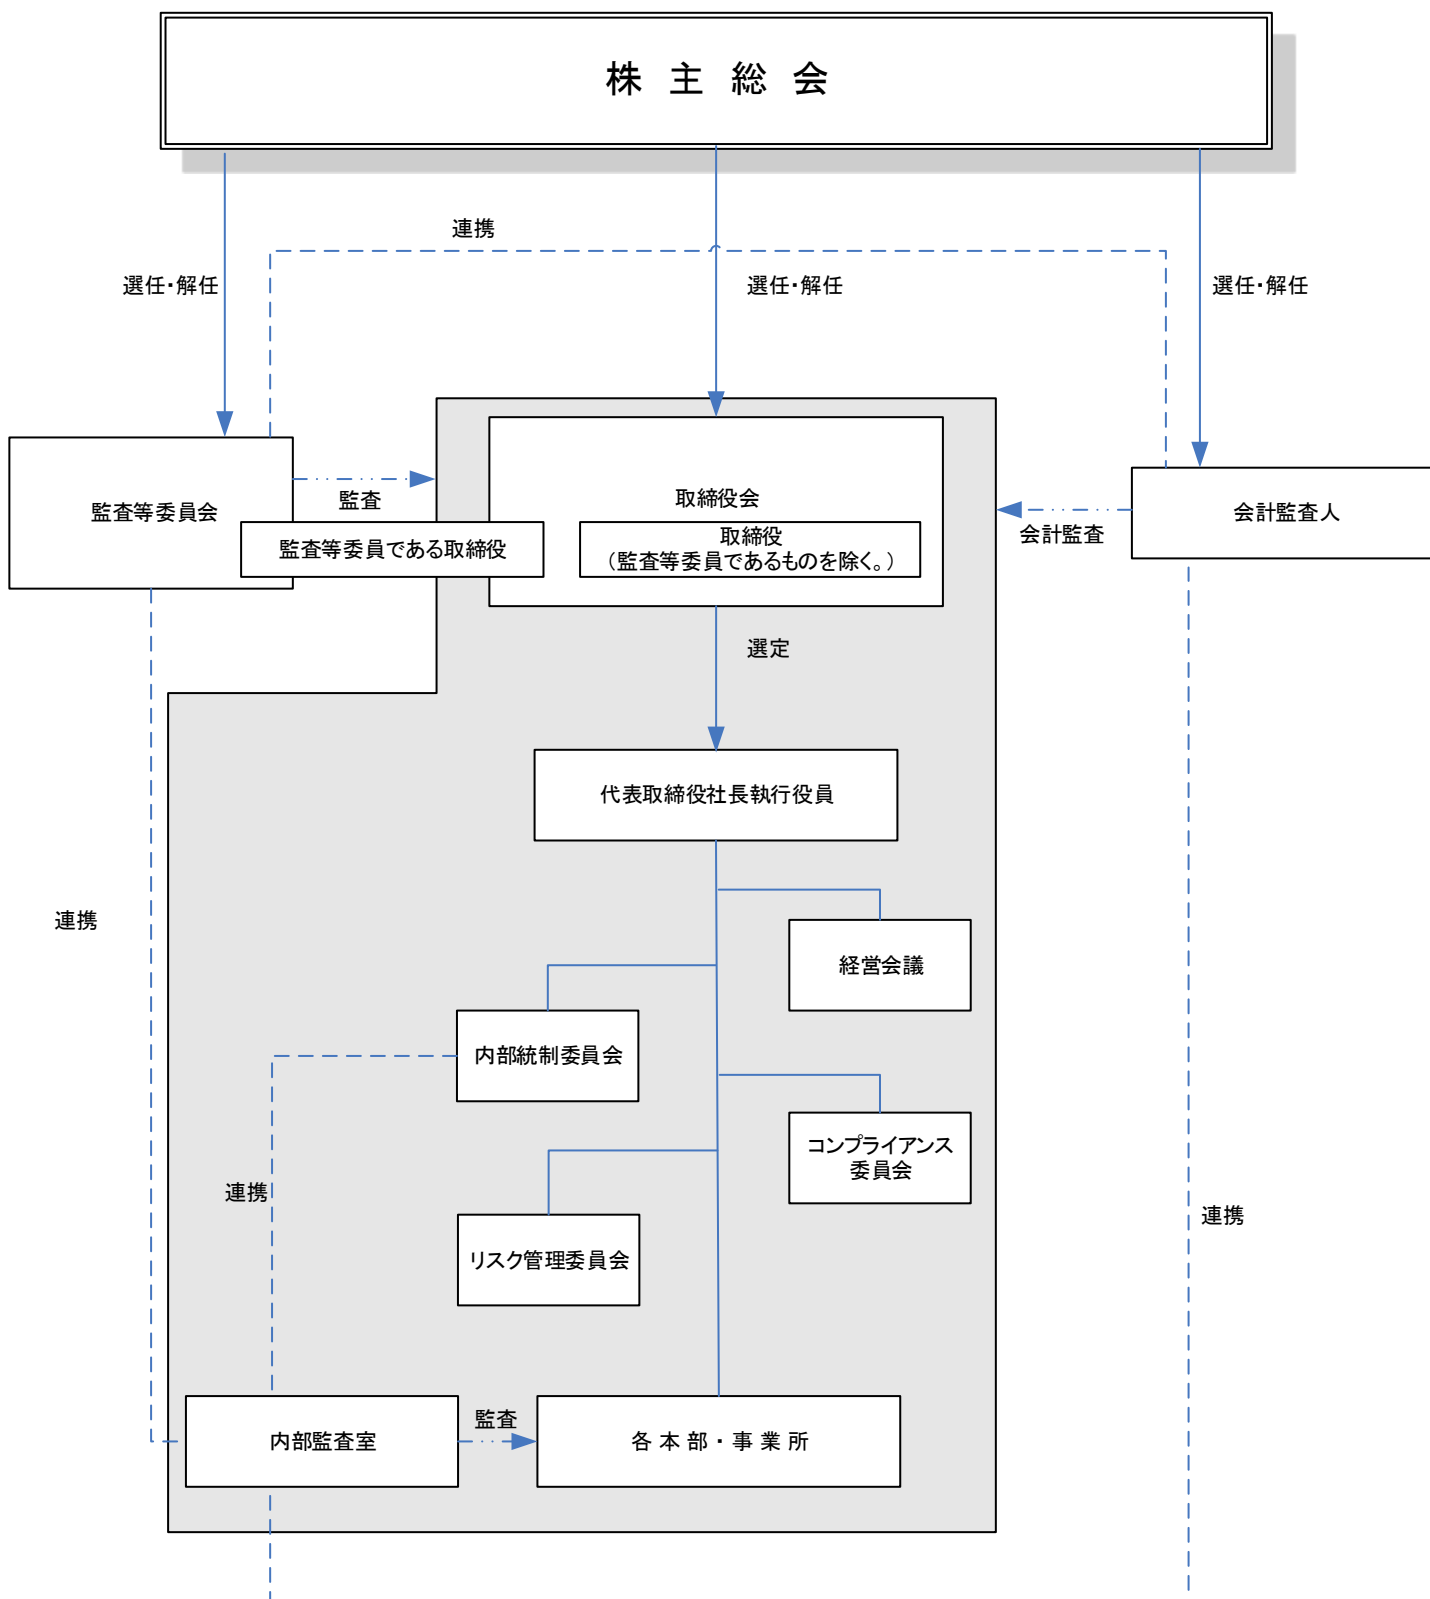 株 主 総 会
連携
選任・解任
選任・解任
選任・解任
監査等委員会
監査
取締役会
会計監査人
会計監査
監査等委員である取締役
取締役
（監査等委員であるものを除く。）
選定
代表取締役社長執行役員
連携
経営会議
内部統制委員会
コンプライアンス
委員会
連携
連携
リスク管理委員会
内部監査室
監査
各 本 部 ・ 事 業 所